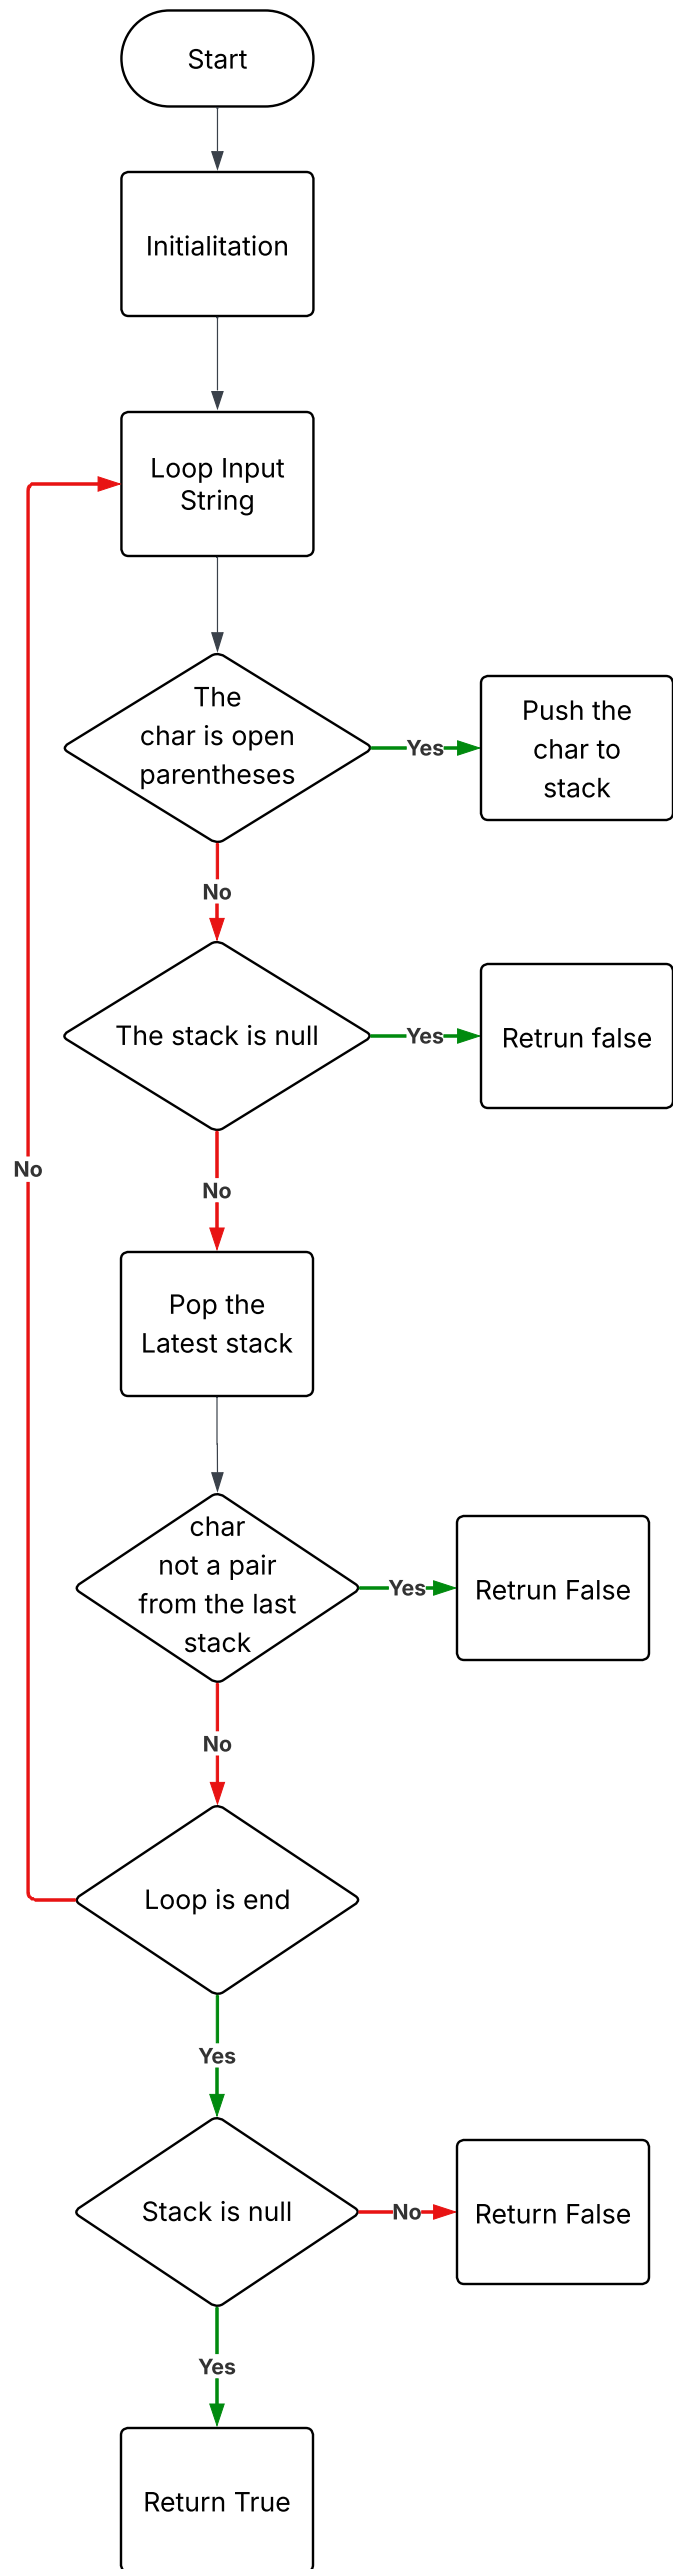 Start
Initialitation
Loop Input
String
The
char is open
parentheses
Yes
Push the
char to
stack
No
The stack is null
Yes
Retrun false
No
No
Pop the
Latest stack
char
not a pair
from the last
stack
Yes
Retrun False
No
Loop is end
Yes
Stack is null
No
Return False
Yes
Return True